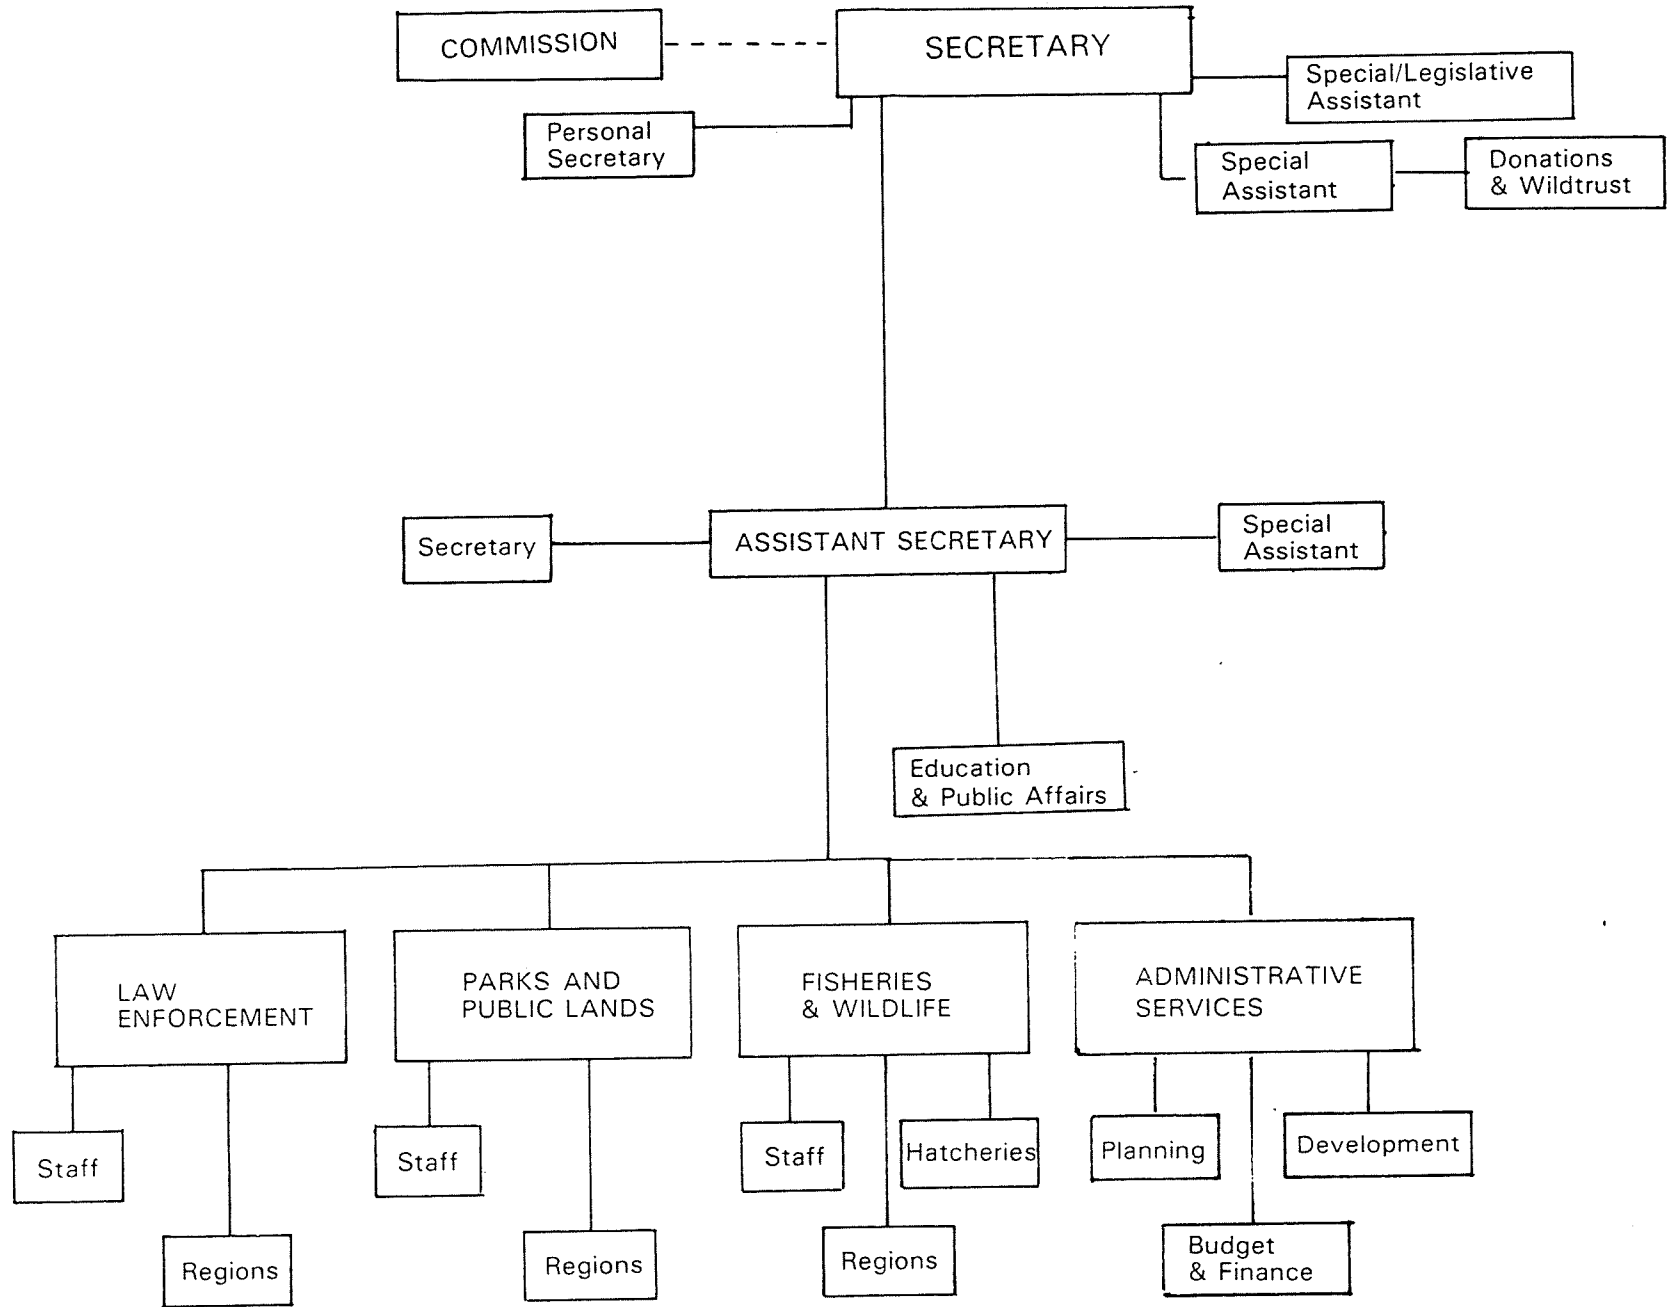 COMMISSION
SECRETARY
Special/Legislative
Assistant
Personal
Secretary
Special
Assistant
Donations
& Wildtrust
Secretary
ASSISTANT SECRETARY
Special
Assistant
Education
& Public Affairs
LAW
ENFORCEMENT
PARKS AND
PUBLIC LANDS
FISHERIES
& WILDLIFE
ADMINISTRATIVE
SERVICES
Staff
Staff
Staff
Hatcheries
Planning
Development
Regions
Regions
Regions
Budget
& Finance